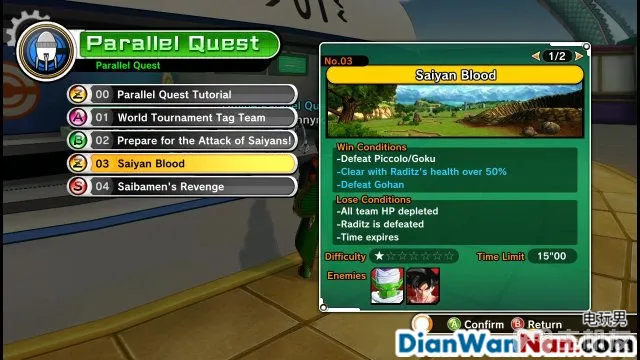 Parallel Quest
Parallel Quest
Z 00 Parallel Quest Tutorial
A 01 World Tournament Tag Team
B 02 Prepare for the Attack of Saiyans!
Z 03 Saiyan Blood
S 04 Saibamen's Revenge
No.03
1/2
Saiyan Blood
Win Conditions
-Defeat Piccolo/Goku
-Clear with Raditz's health over 50%
-Defeat Gohan
Lose Conditions
-All team HP depleted
-Raditz is defeated
-Time expires
Difficulty ★☆☆☆☆☆☆
Time Limit 15"00
Enemies
A Confirm B Return
电玩男
DianWanNan.com